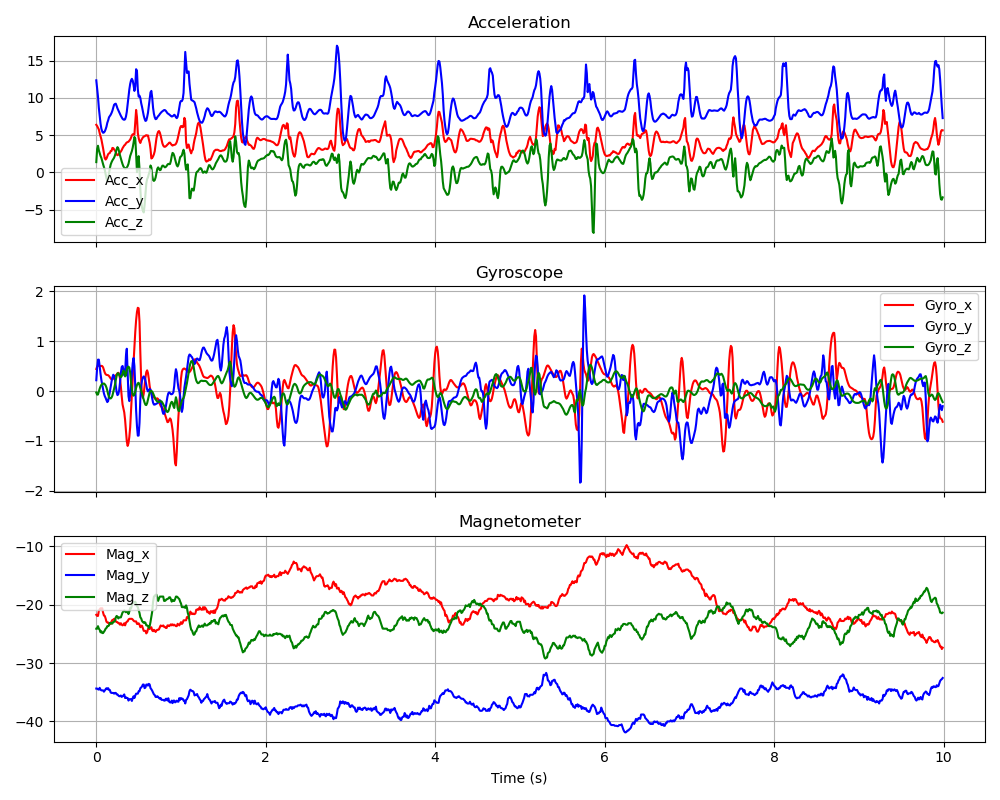 Acceleration
15
10
5
0
−5
Acc_x
Acc_y
Acc_z
Gyroscope
2
1
0
−1
−2
Gyro_x
Gyro_y
Gyro_z
Magnetometer
−10
−20
−30
−40
Mag_x
Mag_y
Mag_z
0 2 4 6 8 10
Time (s)